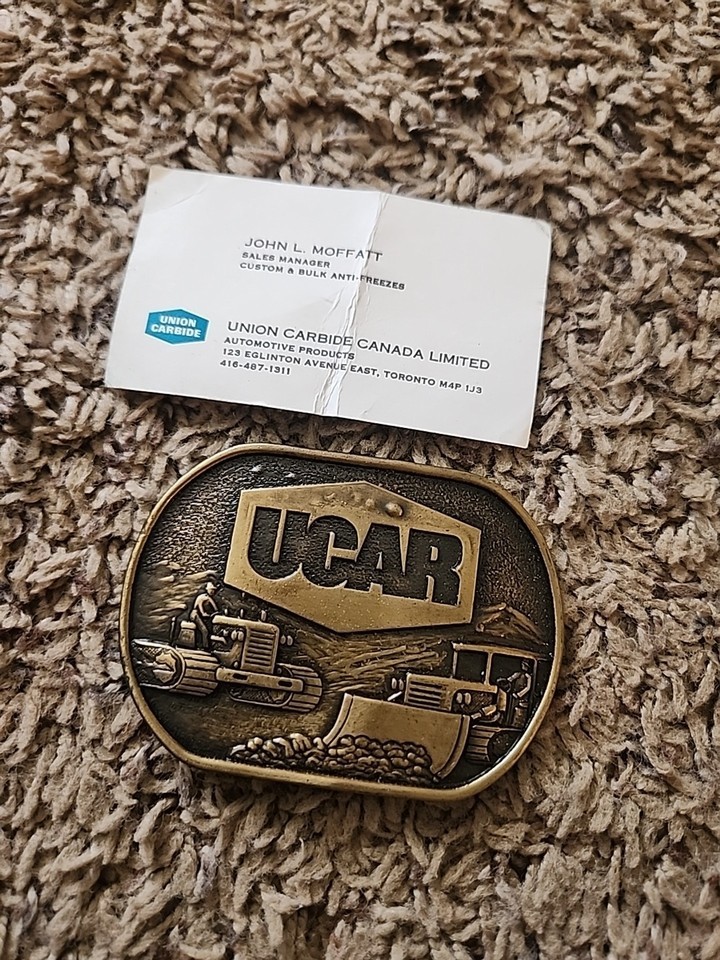 JOHN L. MOFFATT
SALES MANAGER
CUSTOM & BULK ANTI-FREEZES
UNION
CARBIDE
UNION CARBIDE CANADA LIMITED
AUTOMOTIVE PRODUCTS
123 EGLINTON AVENUE EAST, TORONTO M4P 1J3
416-487-1311
UCAR